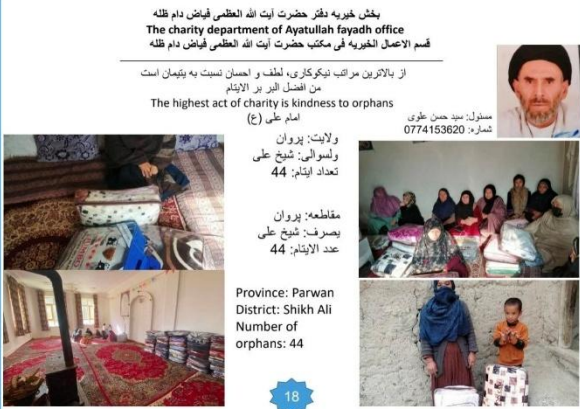 بخش خیریه دفتر حضرت آیت الله العظمی فیاض دام ظله
The charity department of Ayatullah fayadh office
قسم الاعمال الخیریه فی مکتب حضرت آیت الله العظمی فیاض دام ظله
از بالاترین مراتب نیکوکاری، لطف و احسان نسبت به یتیمان است
من افضل البر بر الایتام
The highest act of charity is kindness to orphans
امام علی (ع)
مسئول: سید حسن علوی
شماره: 0774153620
ولایت: پروان
ولسوالی: شیخ علی
تعداد ایتام: 44
مقاطعه: پروان
یصرف: شیخ علی
عدد الایتام: 44
Province: Parwan
District: Shikh Ali
Number of
orphans: 44
18